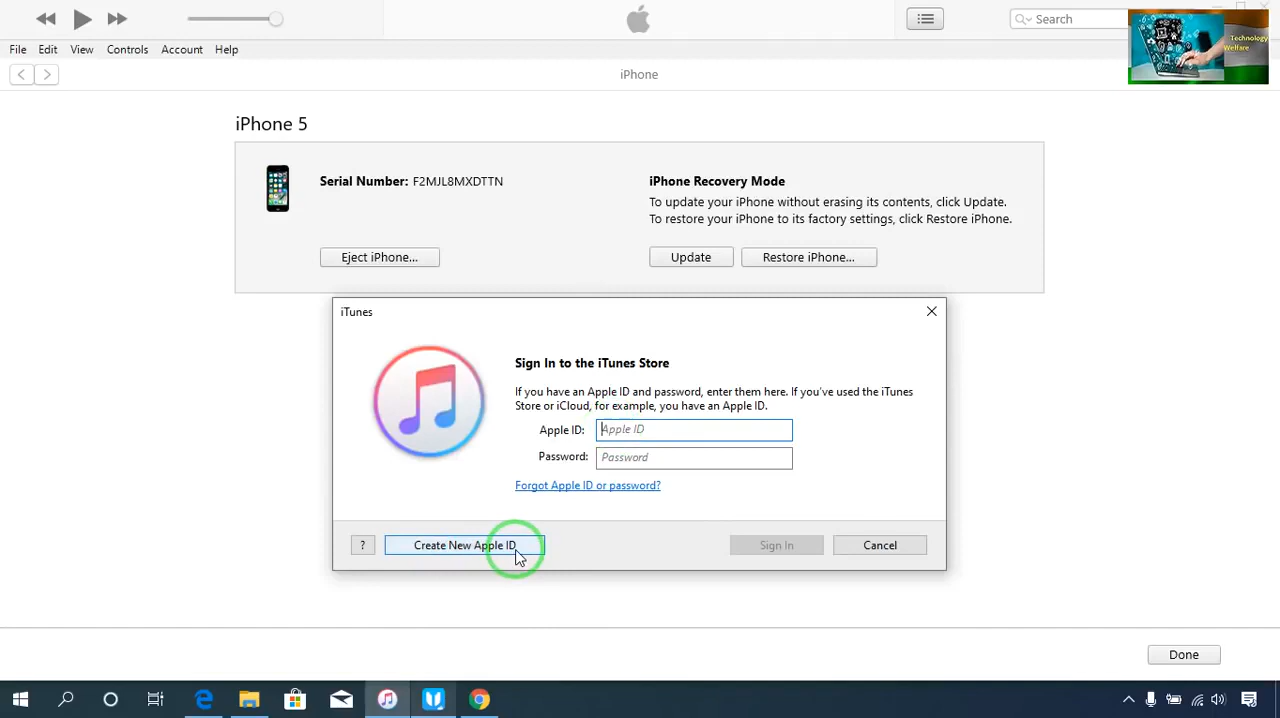 Search
Technology
Welfare
File Edit View Controls Account Help
iPhone
iPhone 5
Serial Number: F2MJL8MXDTTN
iPhone Recovery Mode
To update your iPhone without erasing its contents, click Update.
To restore your iPhone to its factory settings, click Restore iPhone.
Eject iPhone...
Update
Restore iPhone...
iTunes
Sign In to the iTunes Store
If you have an Apple ID and password, enter them here. If you've used the iTunes
Store or iCloud, for example, you have an Apple ID.
Apple ID: Apple ID
Password: Password
Forgot Apple ID or password?
? Create New Apple ID Sign In Cancel
Done